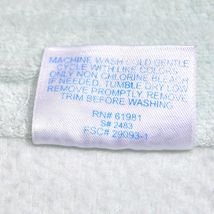 MACHINE WASH COLD GENTLE
CYCLE WITH LIKE COLORS
ONLY NON CHLORINE BLEACH
IF NEEDED, TUMBLE DRY LOW
REMOVE PROMPTLY, REMOVE
TRIM BEFORE WASHING
RN# 61981
S# 2483
FSC# 29093-1